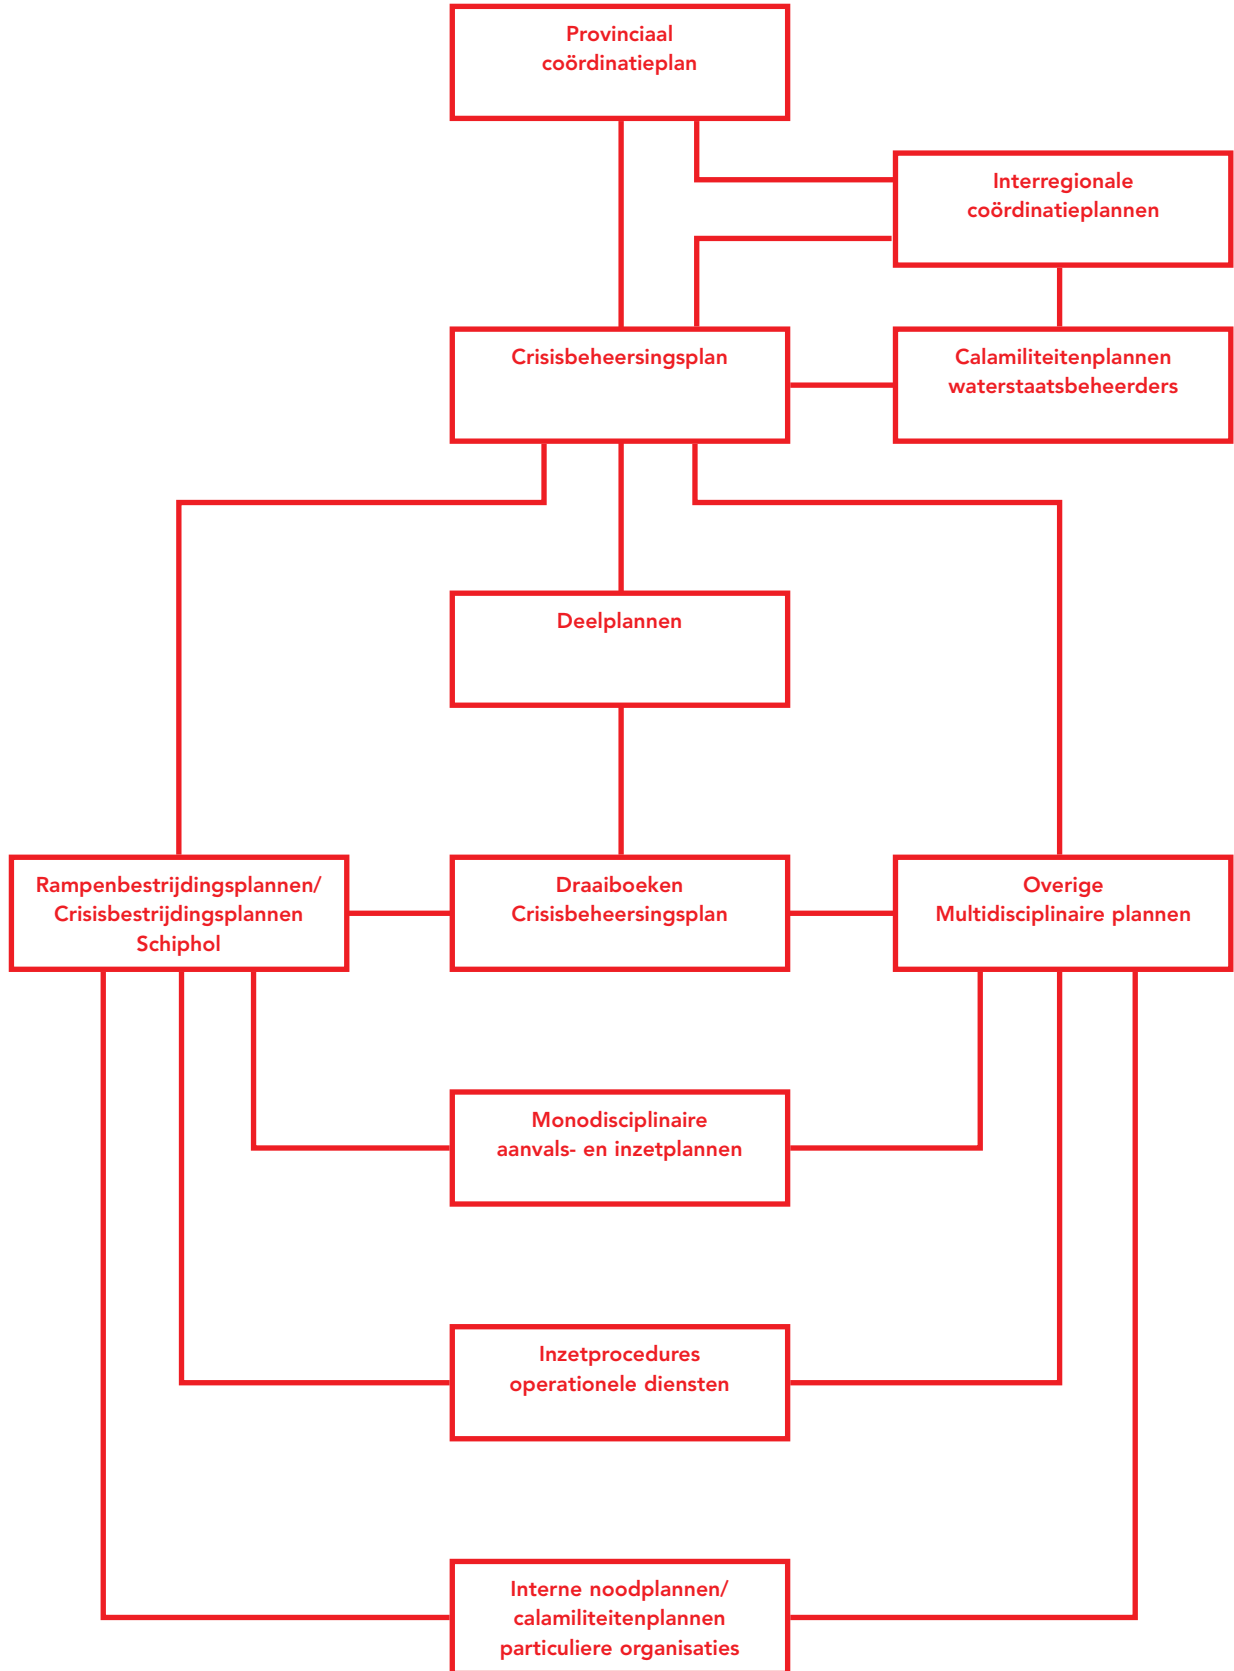 Provinciaal
coördinatieplan
Interregionale
coördinatieplannen
Crisisbeheersingsplan
Calamiliteitenplannen
waterstaatsbeheerders
Deelplannen
Rampenbestrijdingsplannen/
Crisisbestrijdingsplannen
Schiphol
Draaiboeken
Crisisbeheersingsplan
Overige
Multidisciplinaire plannen
Monodisciplinaire
aanvals- en inzetplannen
Inzetprocedures
operationele diensten
Interne noodplannen/
calamiliteitenplannen
particuliere organisaties